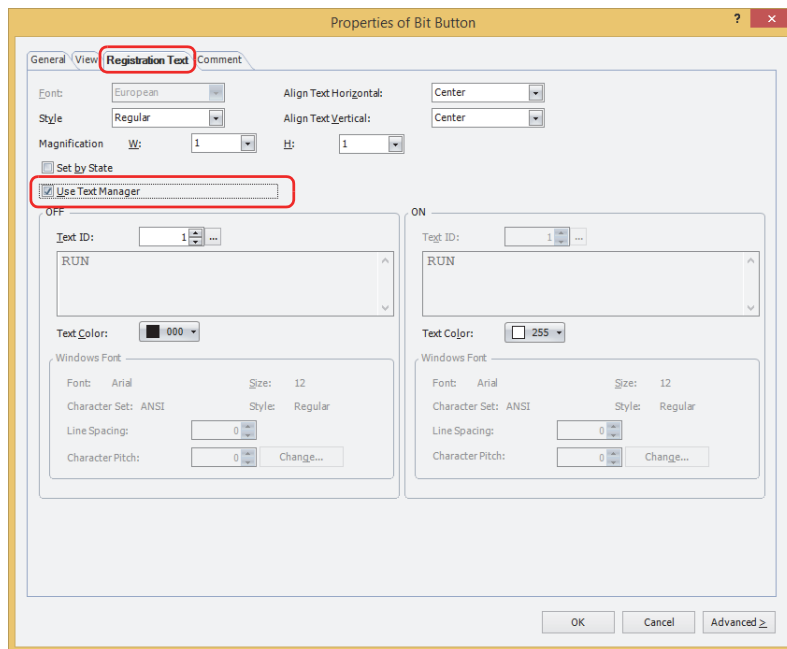 Properties of Bit Button ? ×
General View Registration Text Comment
Font: European Align Text Horizontal: Center
Style Regular Align Text Vertical: Center
Magnification W: 1 H: 1
Set by State
Use Text Manager
OFF ON
Text ID: 1 ... Text ID: 1 ...
RUN RUN
Text Color: 000 Text Color: 255
Windows Font Windows Font
Font: Arial Size: 12 Font: Arial Size: 12
Character Set: ANSI Style: Regular Character Set: ANSI Style: Regular
Line Spacing: 0 Line Spacing: 0
Character Pitch: 0 Change... Character Pitch: 0 Change...
OK Cancel Advanced >